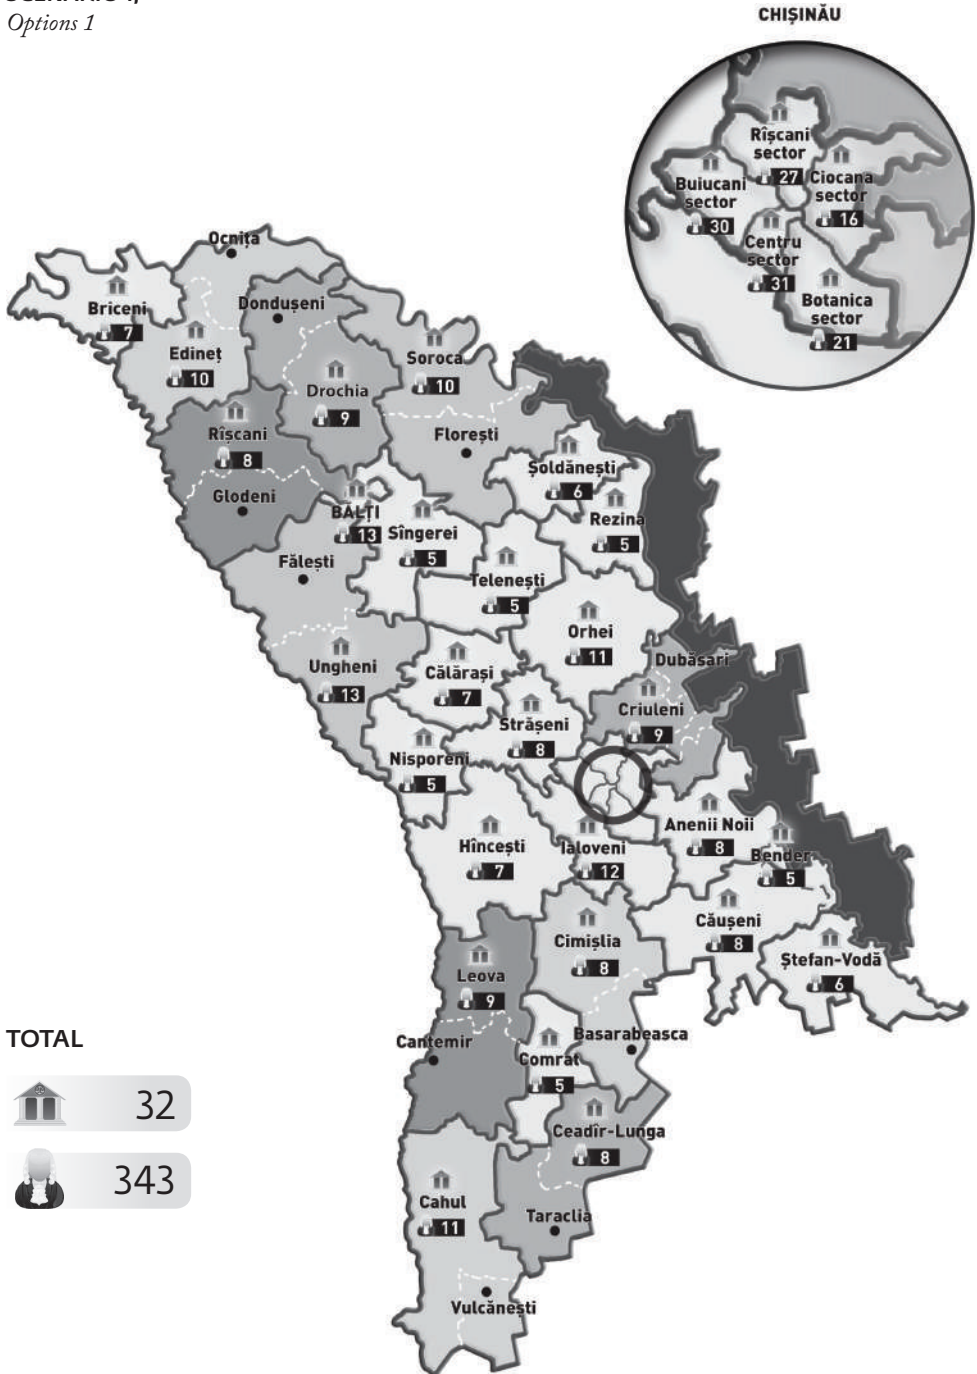 Options 1
CHIȘINĂU
Rîșcani
sector
27
Buiucani
sector
30
Ciocana
sector
16
Centru
sector
31
Botanica
sector
21
Ocnița
Briceni
7
Dondușeni
Edineț
10
Soroca
10
Drochia
9
Rîșcani
8
Florești
Șoldănești
6
Glodeni
BĂLȚI
13
Sîngerei
5
Rezina
5
Fălești
Telenești
5
Orhei
11
Ungheni
13
Călărași
7
Dubăsari
Criuleni
9
Strășeni
8
Nisporeni
5
Anenii Noii
8
Hîncești
7
Ialoveni
12
Bender
5
Căușeni
8
Cimișlia
8
Ștefan-Vodă
6
Leova
9
Cantemir
Basarabeasca
Comrat
5
TOTAL
32
343
Ceadîr-Lunga
8
Cahul
11
Taraclia
Vulcănești